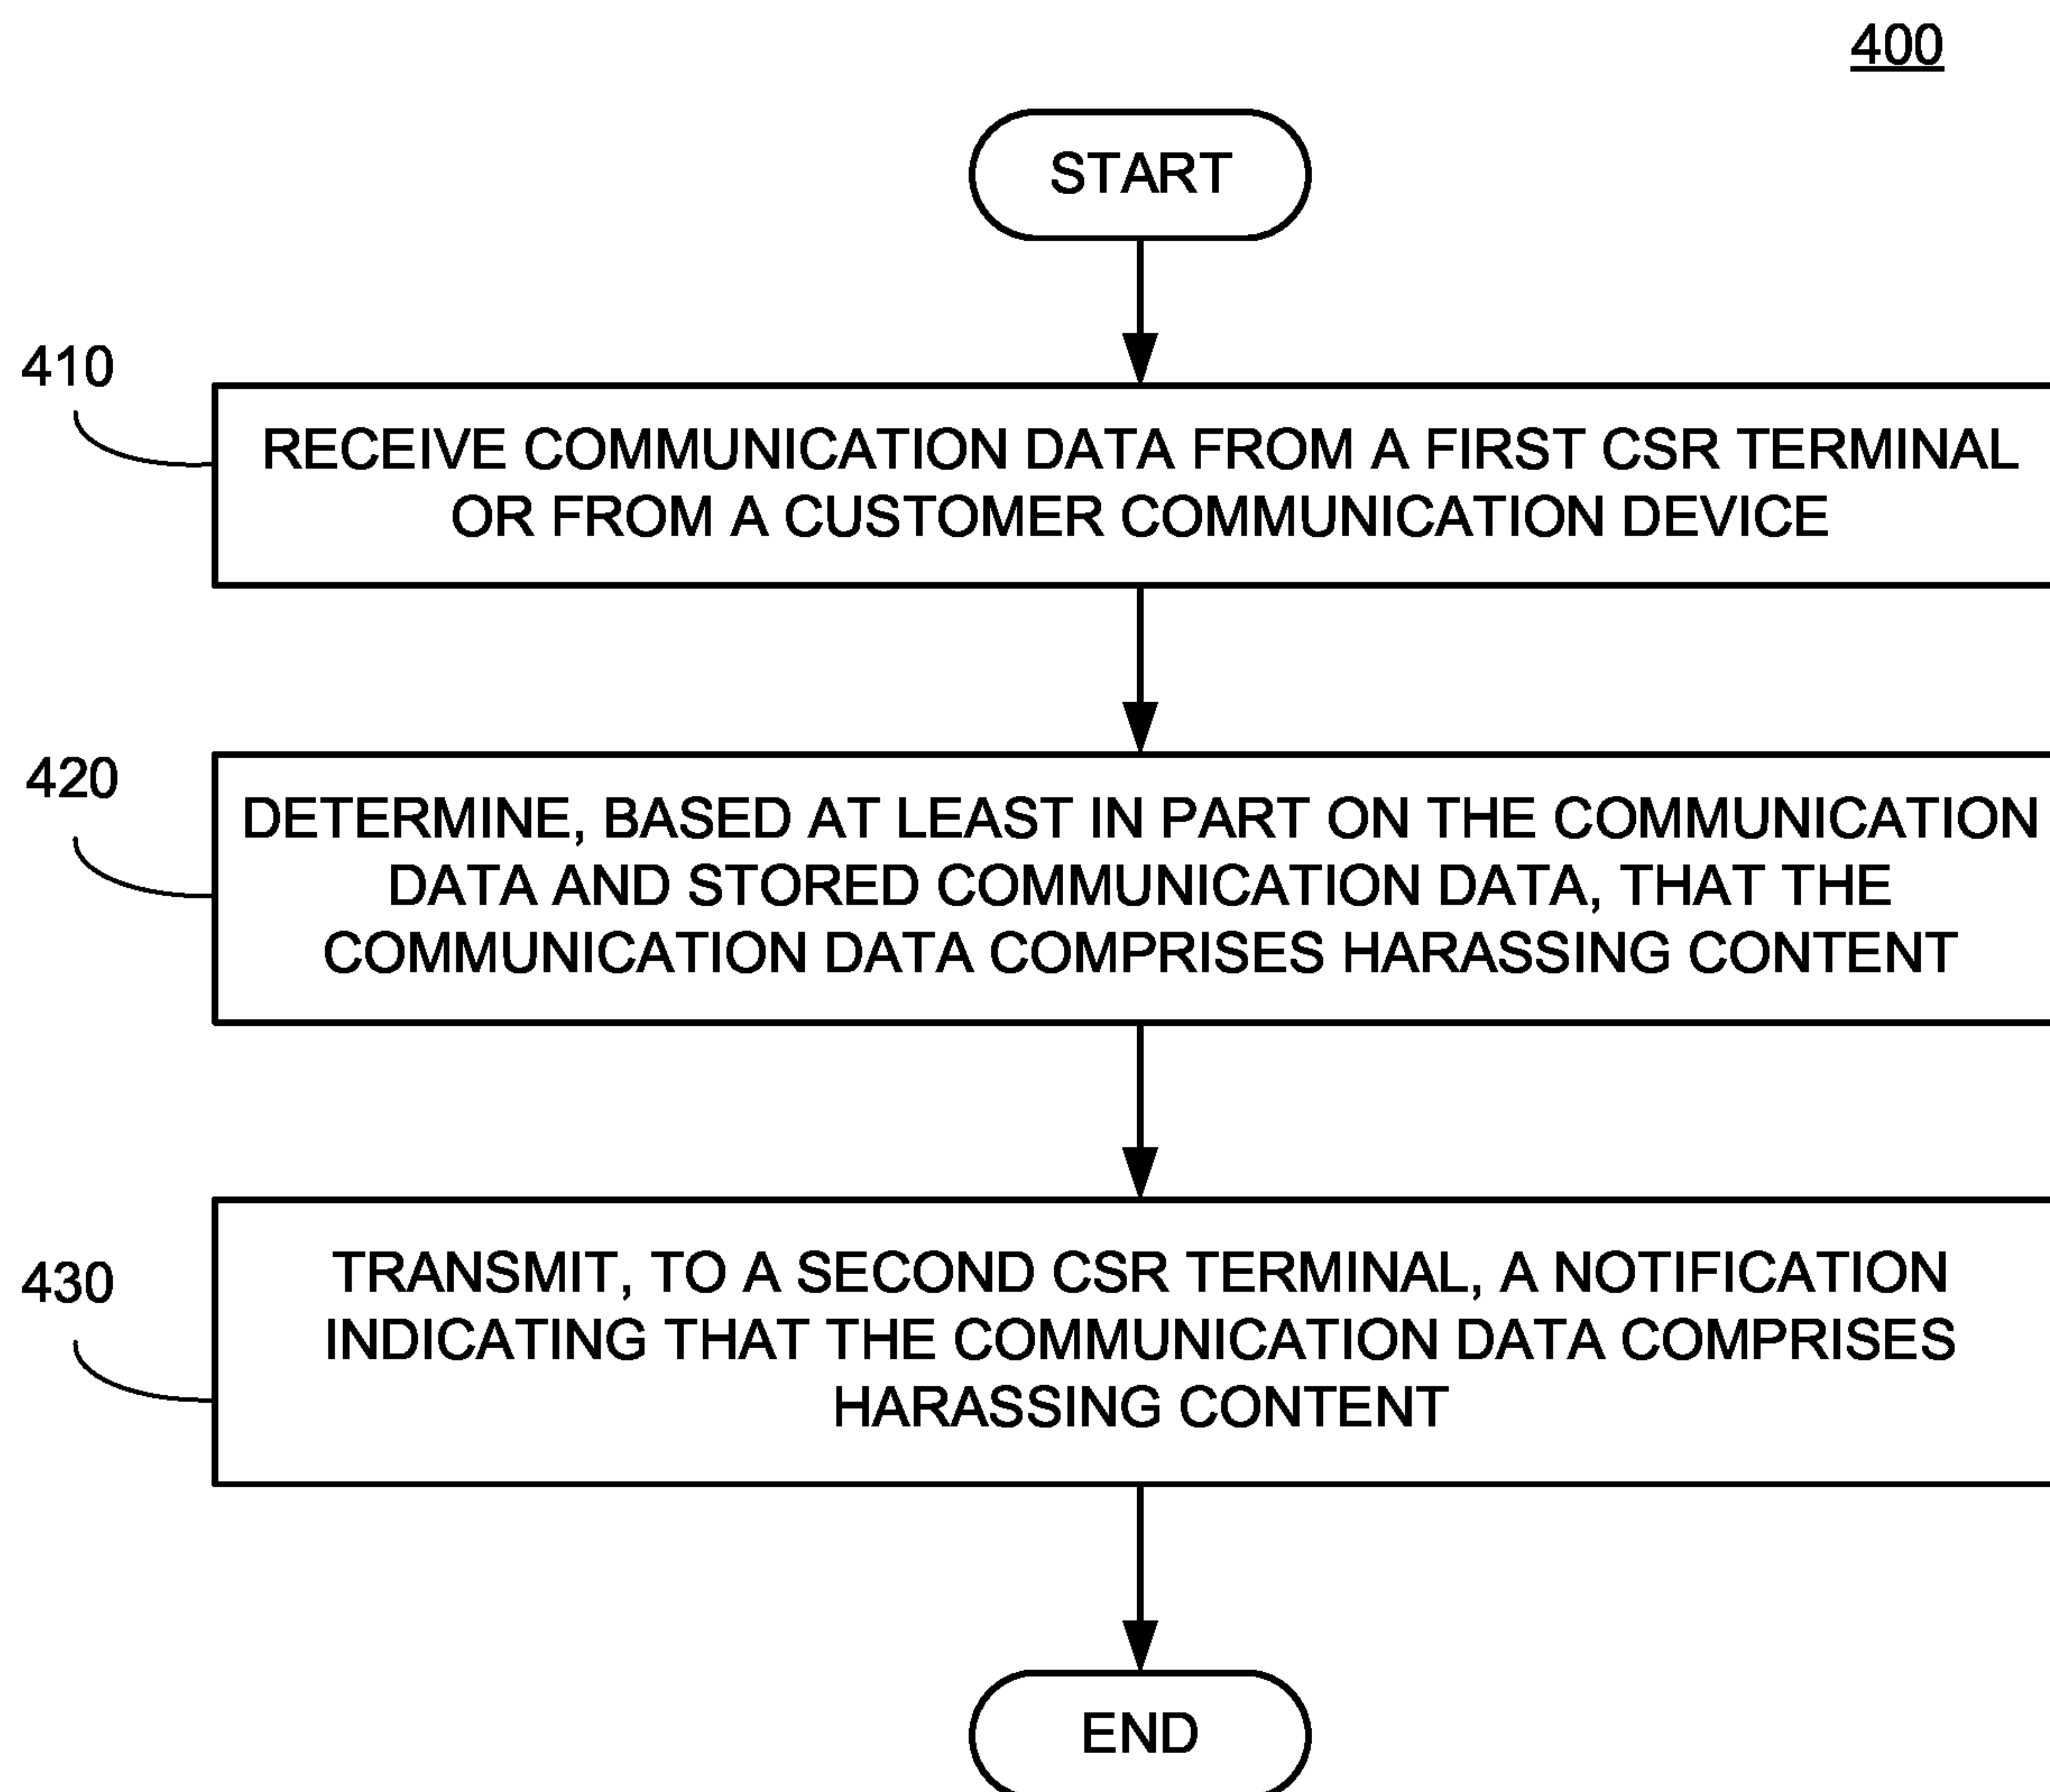 400
START
410
RECEIVE COMMUNICATION DATA FROM A FIRST CSR TERMINAL
OR FROM A CUSTOMER COMMUNICATION DEVICE
420
DETERMINE, BASED AT LEAST IN PART ON THE COMMUNICATION
DATA AND STORED COMMUNICATION DATA, THAT THE
COMMUNICATION DATA COMPRISES HARASSING CONTENT
430
TRANSMIT, TO A SECOND CSR TERMINAL, A NOTIFICATION
INDICATING THAT THE COMMUNICATION DATA COMPRISES
HARASSING CONTENT
END